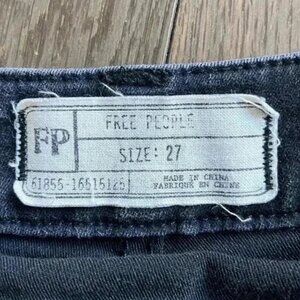 FP
FREE PEOPLE
SIZE: 27
MADE IN CHINA
FABRIQUE EN CHINE